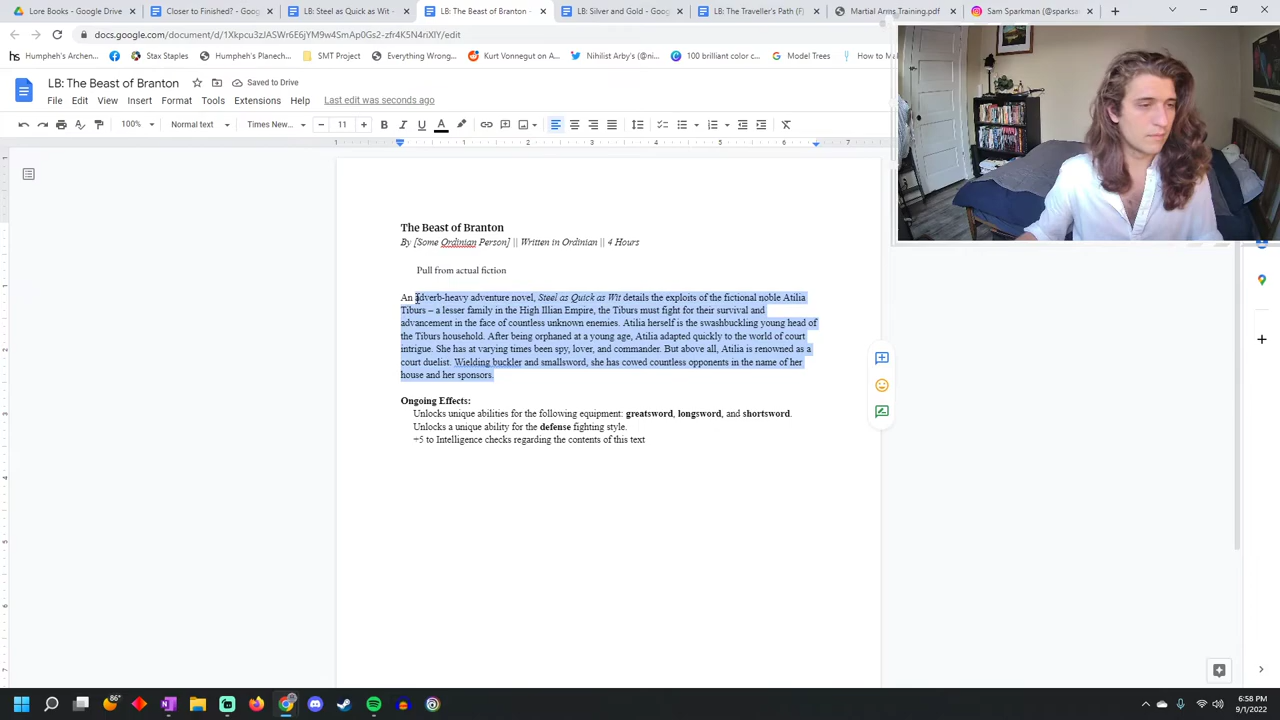 Lore Books - Google Drive
Closer to Finished? - Goog
LB: Steel as Quick as Wit -
LB: The Beast of Branton -
LB: Silver and Gold - Goog
LB: The Traveller's Path (F)
Martial Arts Training.pdf
Sam Sparkman (@sparksa
docs.google.com/document/d/1Xkpcu3zJASWr6E6jYM9w4SmAp0Gs2-zfr4K5N4riXlY/edit
Humpheh's Archen
Stax Staples
Humpheh's Planech
SMT Project
Everything Wrong
Kurt Vonnegut on G
Nihilist Arby's (@ni
100 brilliant color c
Model Trees
How to Ma
LB: The Beast of Branton
Saved to Drive
File Edit View Insert Format Tools Extensions Help Last edit was seconds ago
100% Normal text Times New... 11
The Beast of Branton
By [Some Ordinian Person] || Written in Ordinian || 4 Hours
Pull from actual fiction
An adverb-heavy adventure novel, Steel as Quick as Wit details the exploits of the fictional noble Atilia
Tiburs – a lesser family in the High Illian Empire, the Tiburs must fight for their survival and
advancement in the face of countless unknown enemies. Atilia herself is the swashbuckling young head of
the Tiburs household. After being orphaned at a young age, Atilia adapted quickly to the world of court
intrigue. She has at varying times been spy, lover, and commander. But above all, Atilia is renowned as a
court duelist. Wielding buckler and smallsword, she has cowed countless opponents in the name of her
house and her sponsors.
Ongoing Effects:
Unlocks unique abilities for the following equipment: greatsword, longsword, and shortsword.
Unlocks a unique ability for the defense fighting style.
+5 to Intelligence checks regarding the contents of this text
86°
6:58 PM
9/1/2022